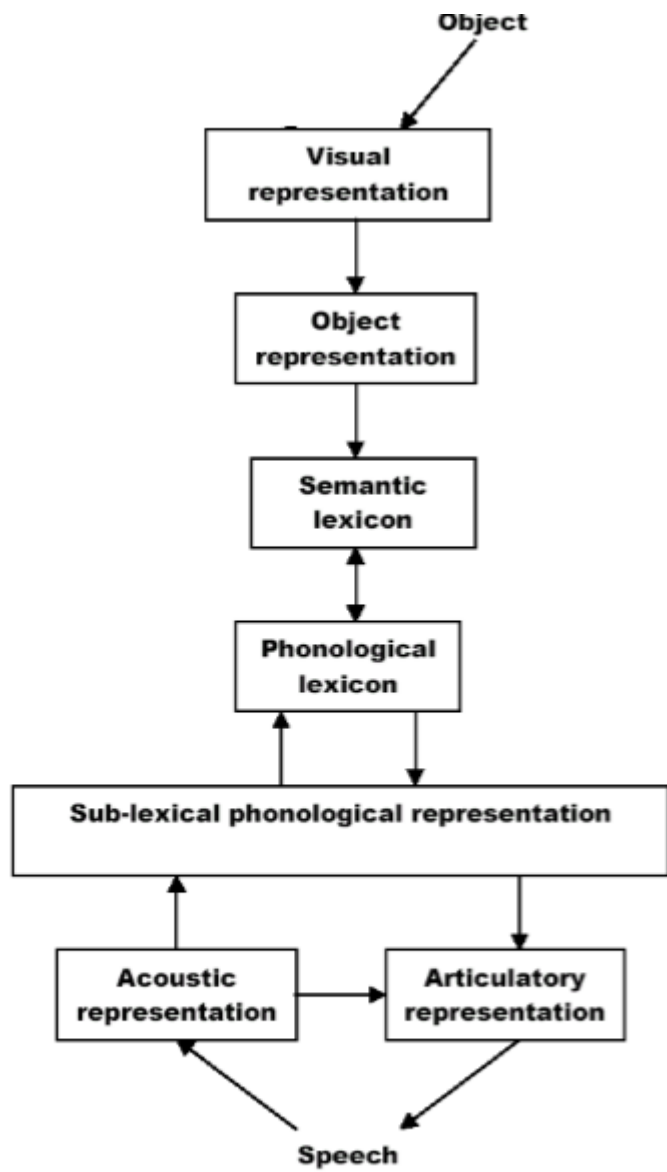 Object
Visual
representation
Object
representation
Semantic
lexicon
Phonological
lexicon
Sub-lexical phonological representation
Acoustic
representation
Articulatory
representation
Speech